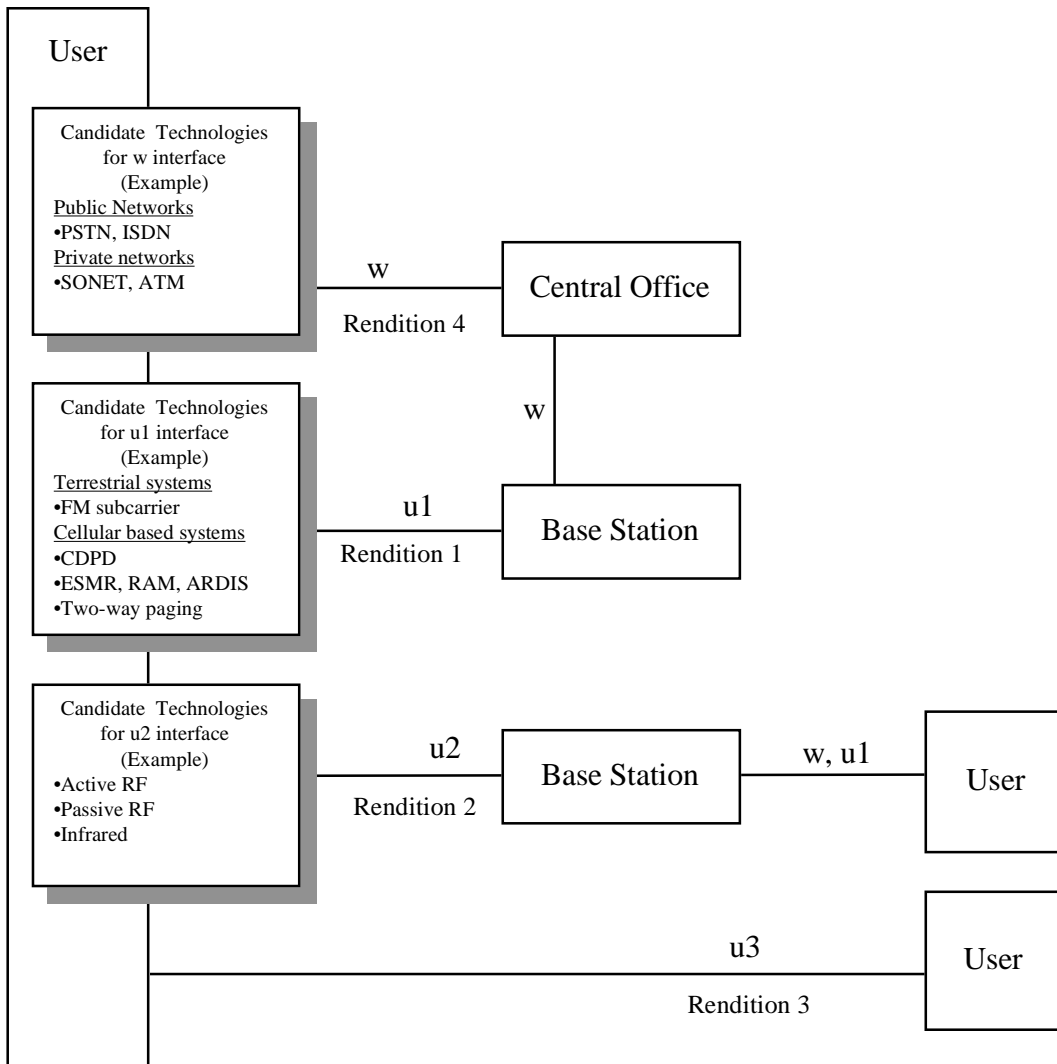 User
Candidate Technologies
for w interface
(Example)
Public Networks
•PSTN, ISDN
Private networks
•SONET, ATM
w
Rendition 4
Central Office
w
Candidate Technologies
for u1 interface
(Example)
Terrestrial systems
•FM subcarrier
Cellular based systems
•CDPD
•ESMR, RAM, ARDIS
•Two-way paging
u1
Rendition 1
Base Station
Candidate Technologies
for u2 interface
(Example)
•Active RF
•Passive RF
•Infrared
u2
Rendition 2
Base Station
w, u1
User
u3
Rendition 3
User